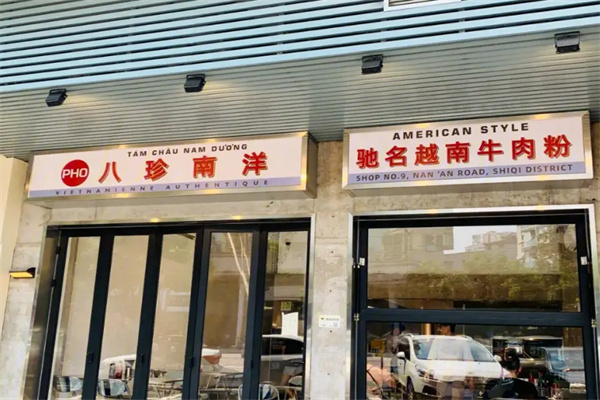 TÁM CHÂU NAM DƯƠNG
PHO 八珍南洋
VIETNAMIENNE AUTHENTIQUE
AMERICAN STYLE
驰名越南牛肉粉
SHOP NO.9, NAN 'AN ROAD, SHIQI DISTRICT